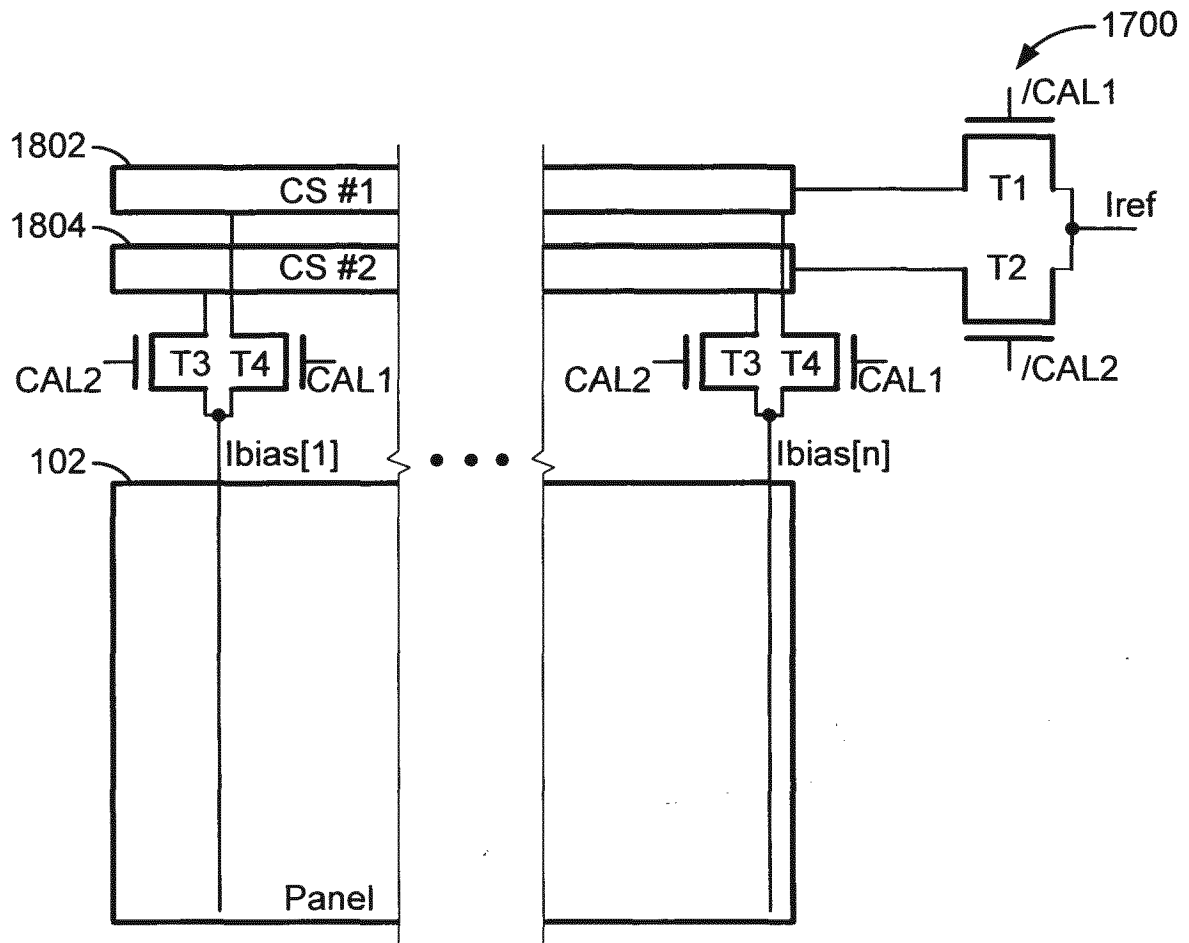 1700
/CAL1
1802
CS #1
T1
Iref
1804
CS #2
T2
T3 T4
CAL2
CAL1
T3 T4
CAL2
CAL1
/CAL2
102
Ibias[1]
Ibias[n]
Panel